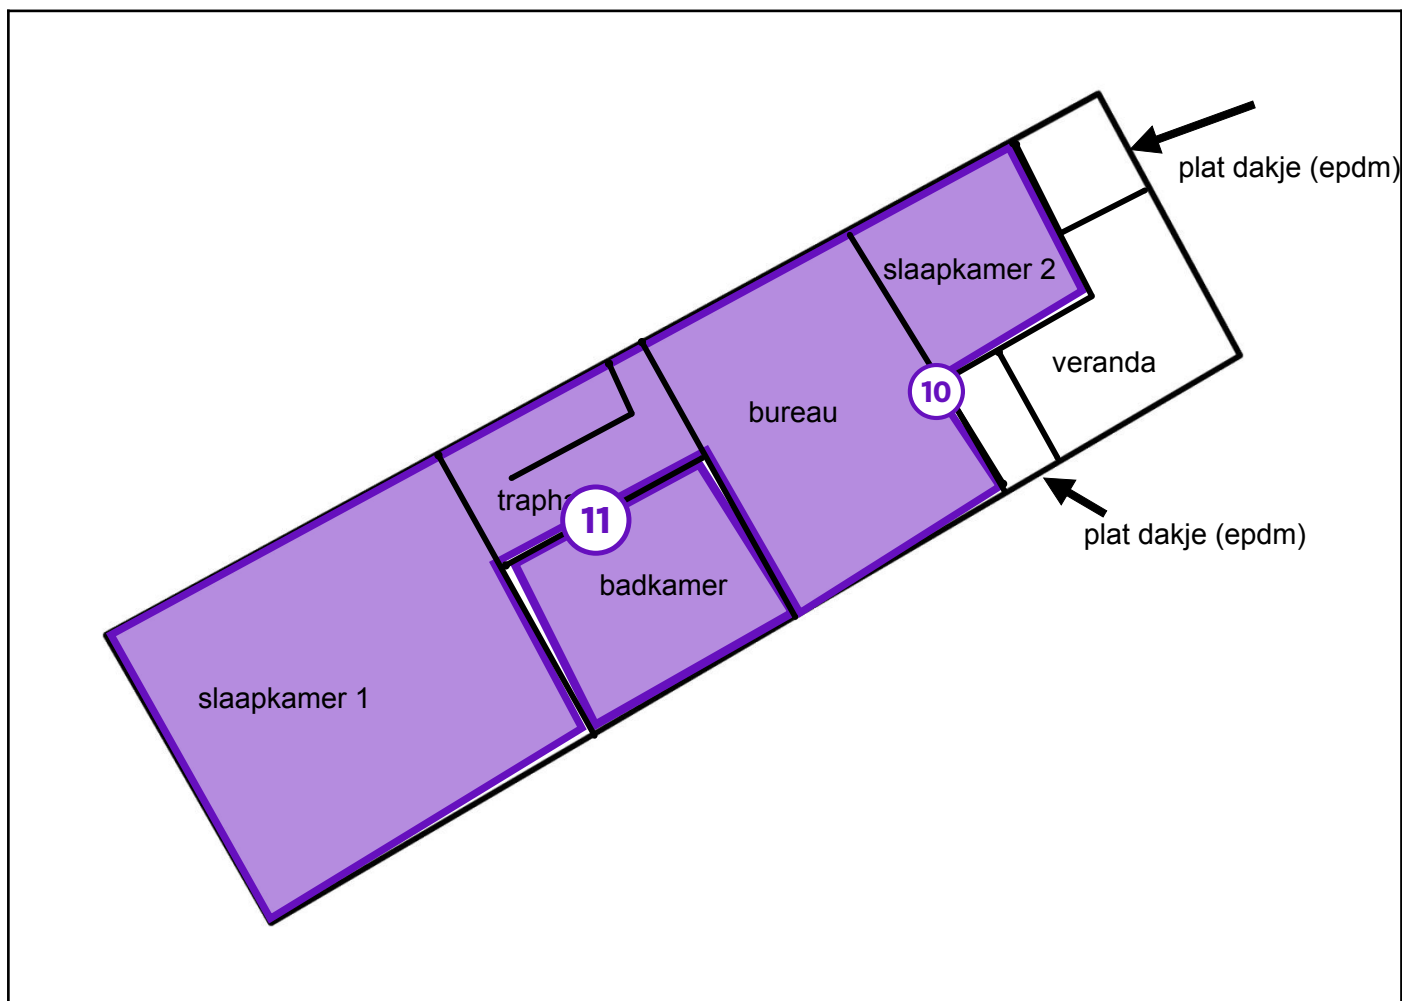 plat dakje (epdm)
slaapkamer 2
veranda
10
bureau
11
plat dakje (epdm)
badkamer
slaapkamer 1